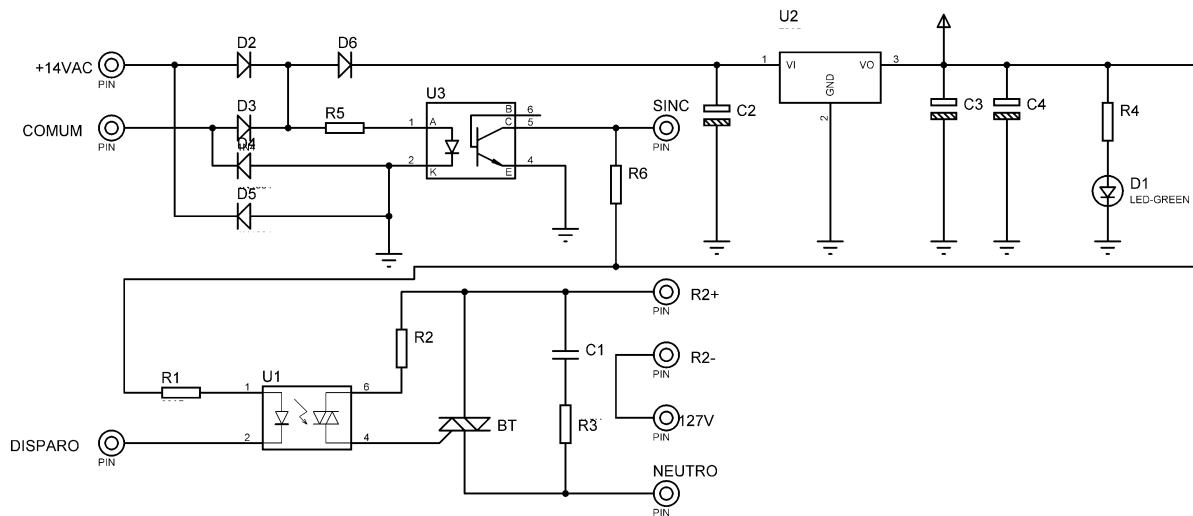 U2
D2
D6
+14VAC
PIN
1
VI
VO
3
GND
2
U3
COMUM
PIN
D3
R5
1
A
B
6
C
5
SINC
PIN
C2
C3
C4
R4
D4
2
K
E
4
R6
D5
D1
LED-GREEN
R2+
PIN
R2
C1
R2-
PIN
R1
U1
1
6
BT
R3
127V
PIN
DISPARO
PIN
2
4
NEUTRO
PIN